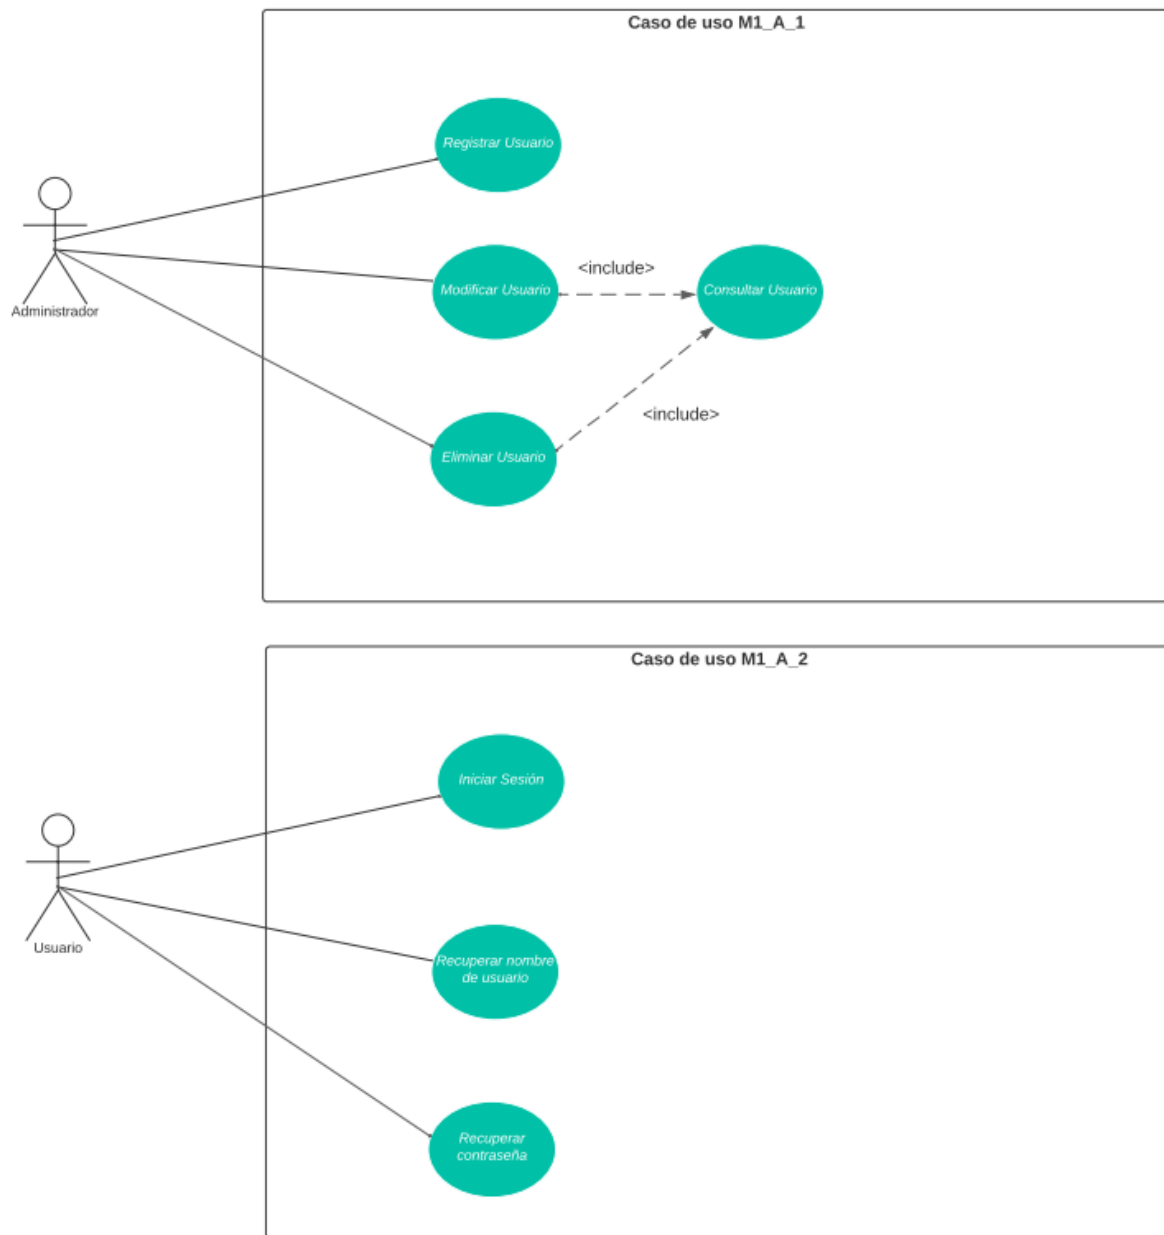 Caso de uso M1_A_1
Registrar Usuario
Administrador
Modificar Usuario
<include>
Consultar Usuario
<include>
Eliminar Usuario
Caso de uso M1_A_2
Iniciar Sesión
Usuario
Recuperar nombre
de usuario
Recuperar
contraseña